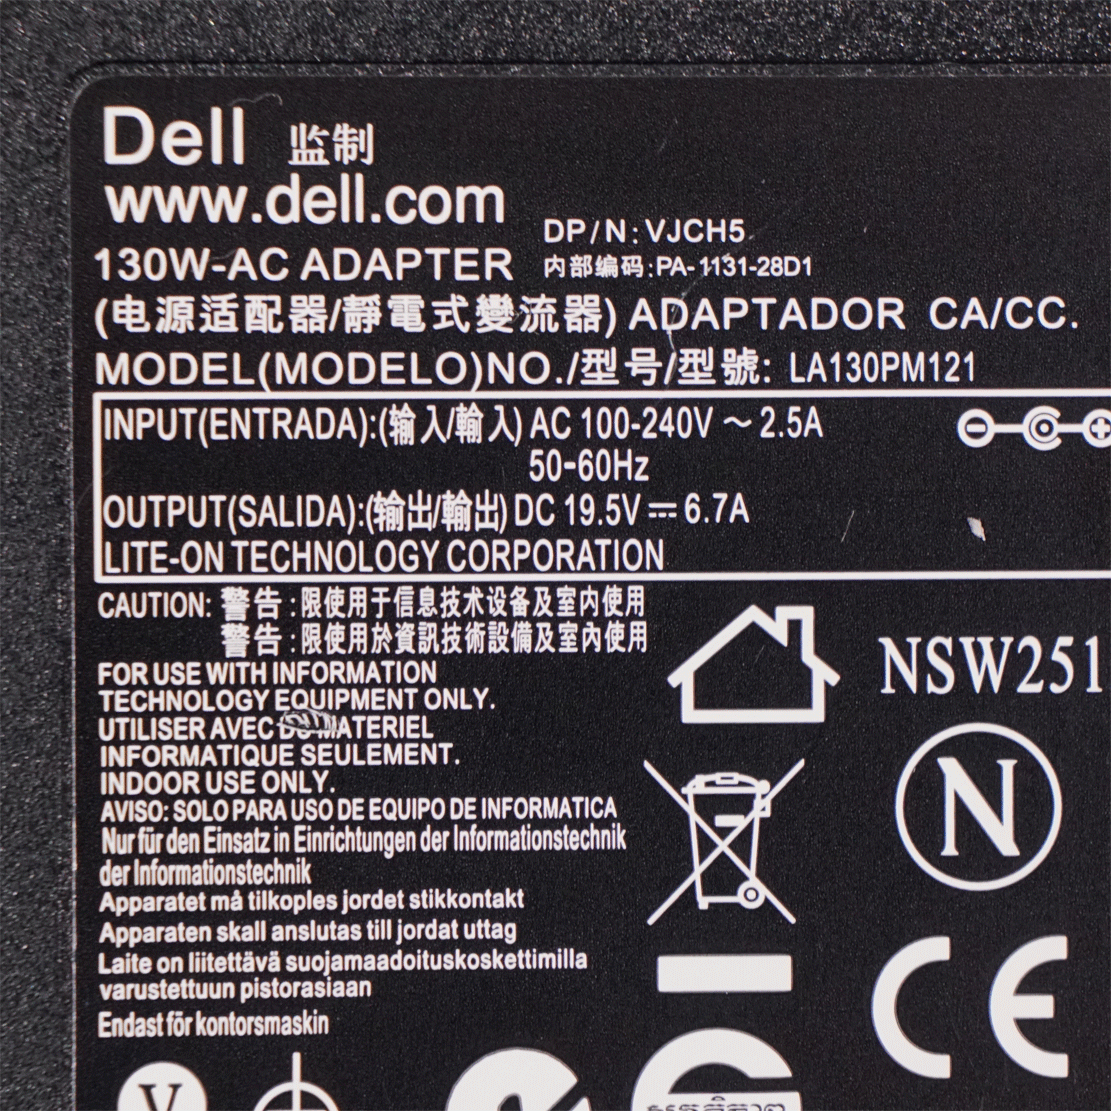 Dell 监制
www.dell.com
DP/N: VJCH5
130W-AC ADAPTER 内部编码:PA-1131-28D1
(电源适配器/靜電式變流器) ADAPTADOR CA/CC.
MODEL(MODELO)NO./型号/型號: LA130PM121
INPUT(ENTRADA):(输入/輸入) AC 100-240V ～ 2.5A
50-60Hz
OUTPUT(SALIDA):(输出/輸出) DC 19.5V ⎓ 6.7A
LITE-ON TECHNOLOGY CORPORATION
CAUTION: 警告:限使用于信息技术设备及室内使用
警告:限使用於資訊技術設備及室內使用
FOR USE WITH INFORMATION
TECHNOLOGY EQUIPMENT ONLY.
UTILISER AVEC DU MATERIEL
INFORMATIQUE SEULEMENT.
INDOOR USE ONLY.
AVISO: SOLO PARA USO DE EQUIPO DE INFORMATICA
Nur für den Einsatz in Einrichtungen der Informationstechnik
der Informationstechnik
Apparatet må tilkoples jordet stikkontakt
Apparaten skall anslutas till jordat uttag
Laite on liitettävä suojamaadoituskoskettimilla
varustettuun pistorasiaan
Endast för kontorsmaskin
NSW251
N
CE
V